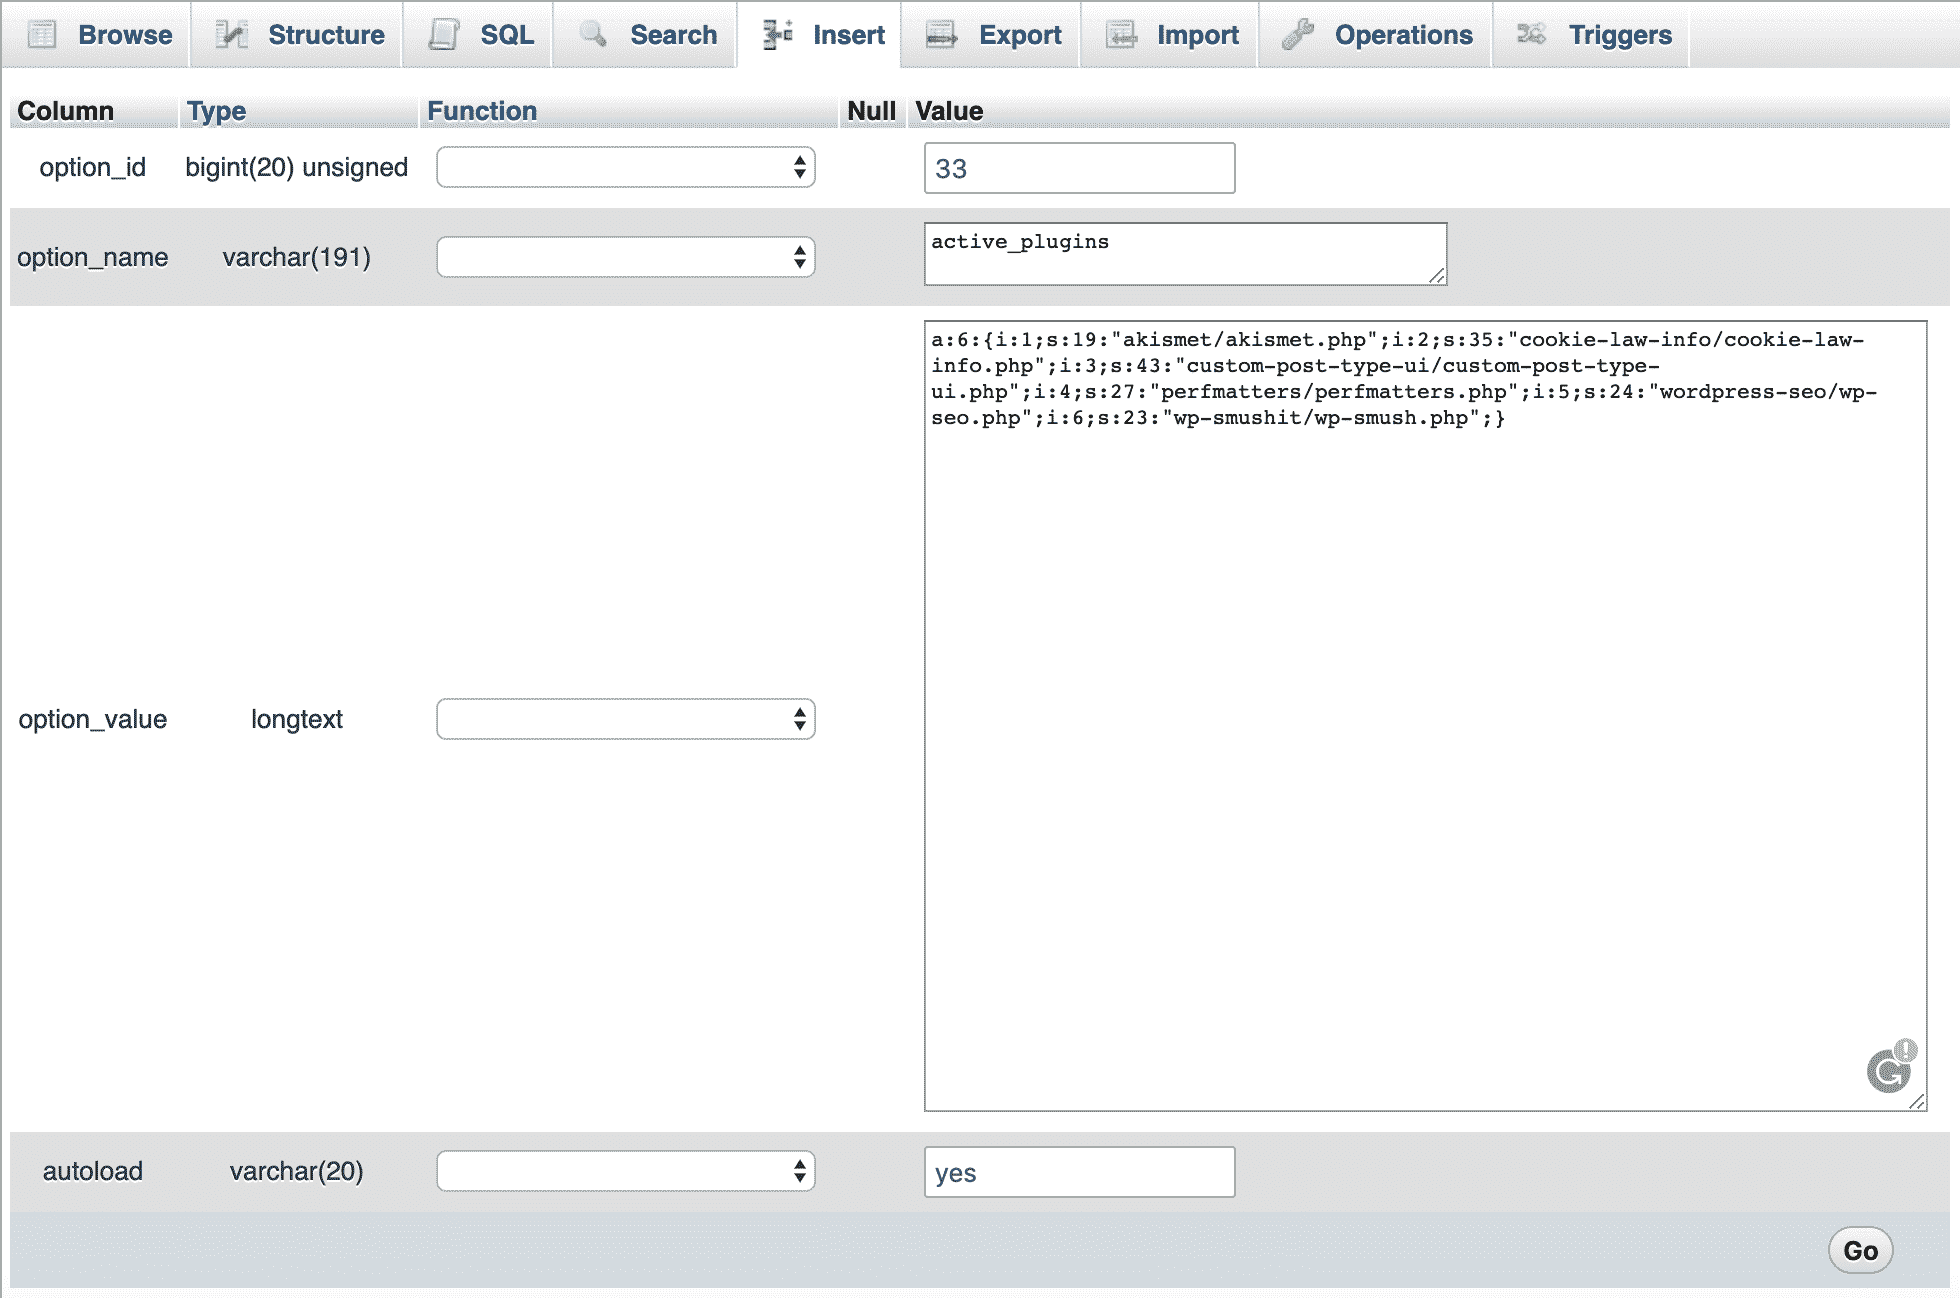 Browse Structure SQL Search Insert Export Import Operations Triggers
Column Type Function Null Value
option_id bigint(20) unsigned 33
option_name varchar(191) active_plugins
a:6:{i:1;s:19:"akismet/akismet.php";i:2;s:35:"cookie-law-info/cookie-law-
info.php";i:3;s:43:"custom-post-type-ui/custom-post-type-
ui.php";i:4;s:27:"perfmatters/perfmatters.php";i:5;s:24:"wordpress-seo/wp-
seo.php";i:6;s:23:"wp-smushit/wp-smush.php";}
option_value longtext
autoload varchar(20) yes
Go